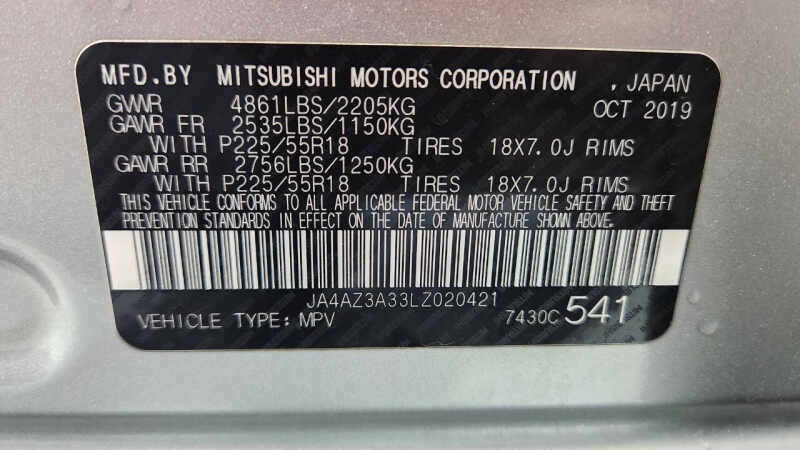 MFD.BY MITSUBISHI MOTORS CORPORATION , JAPAN
GVWR 4861LBS/2205KG OCT 2019
GAWR FR 2535LBS/1150KG
WITH P225/55R18 TIRES 18X7.0J RIMS
GAWR RR 2756LBS/1250KG
WITH P225/55R18 TIRES 18X7.0J RIMS
THIS VEHICLE CONFORMS TO ALL APPLICABLE FEDERAL MOTOR VEHICLE SAFETY AND THEFT
PREVENTION STANDARDS IN EFFECT ON THE DATE OF MANUFACTURE SHOWN ABOVE.
JA4AZ3A33LZ020421
VEHICLE TYPE: MPV 7430C 541